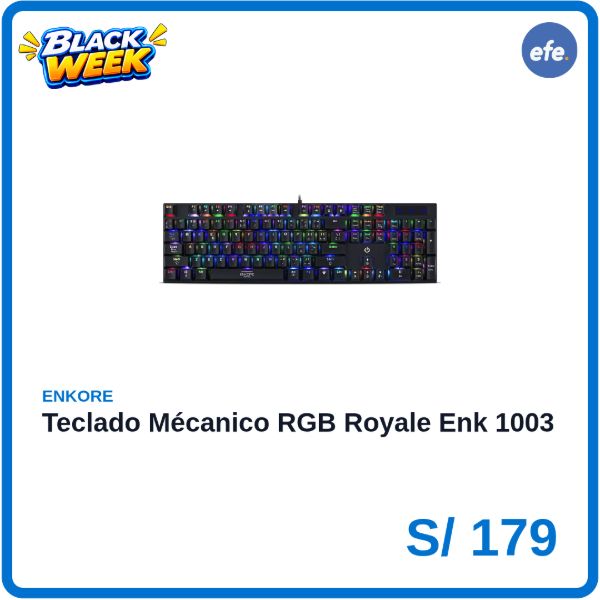 BLACK
WEEK
efe.
ENKORE
Teclado Mécanico RGB Royale Enk 1003
S/ 179